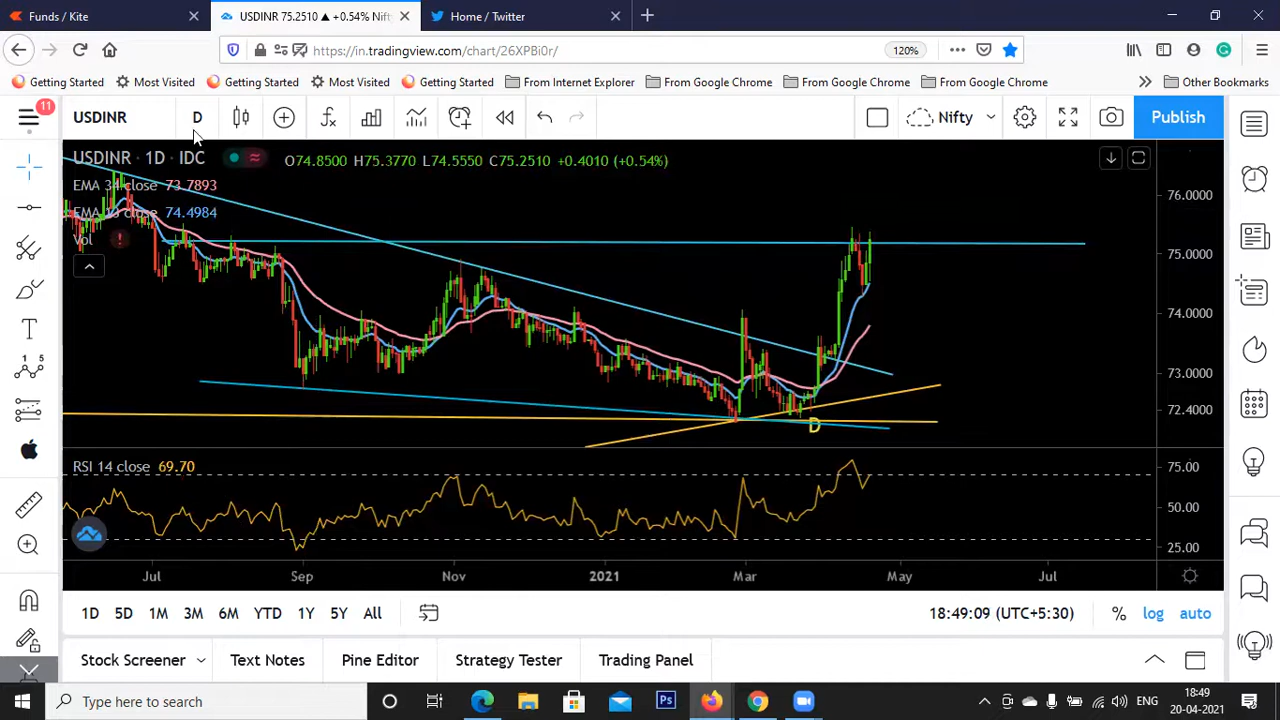 Funds / Kite
USDINR 75.2510 ▲ +0.54% Nift
Home / Twitter
https://in.tradingview.com/chart/26XPBi0r/
120%
Getting Started
Most Visited
Getting Started
Most Visited
Getting Started
From Internet Explorer
From Google Chrome
From Google Chrome
From Google Chrome
Other Bookmarks
11
USDINR
D
Nifty
Publish
USDINR · 1D · IDC
O74.8500 H75.3770 L74.5550 C75.2510 +0.4010 (+0.54%)
EMA 34 close 73.7893
74.4984
Vol
76.0000
75.0000
74.0000
73.0000
72.4000
D
RSI 14 close 69.70
75.00
50.00
25.00
Jul
Sep
Nov
2021
Mar
May
Jul
1D
5D
1M
3M
6M
YTD
1Y
5Y
All
18:49:09 (UTC+5:30)
%
log
auto
Stock Screener
Text Notes
Pine Editor
Strategy Tester
Trading Panel
Type here to search
Ps
ENG
18:49
20-04-2021